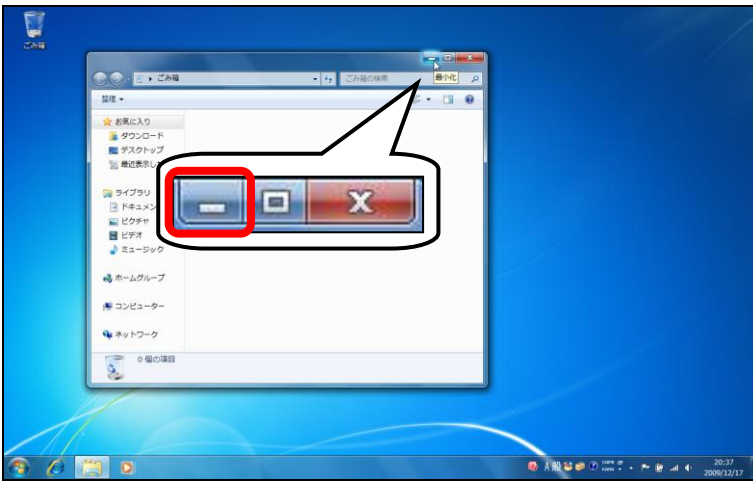 ごみ箱
ごみ箱
ごみ箱の検索
最小化
整理
お気に入り
ダウンロード
デスクトップ
最近表示した
ライブラリ
ドキュメン
ピクチャ
ビデオ
ミュージック
ホームグループ
コンピューター
ネットワーク
0 個の項目
A 般
CAPS
KANA
20:37
2009/12/17